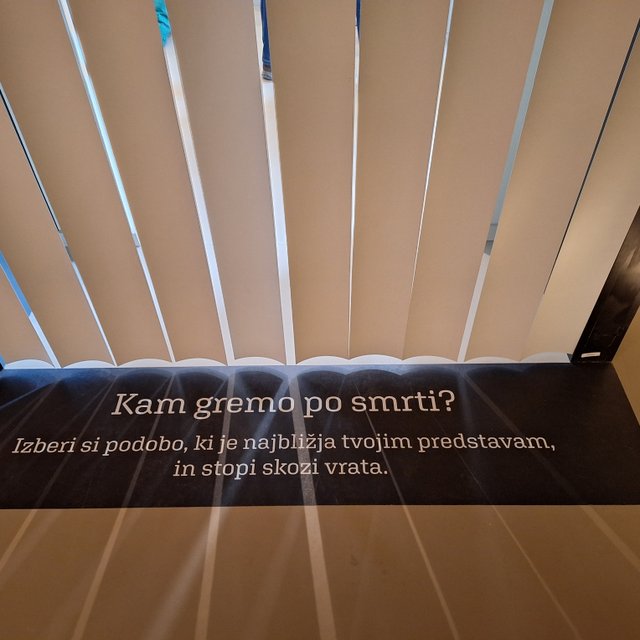 Kam gremo po smrti?
Izberi si podobo, ki je najbližja tvojim predstavam,
in stopi skozi vrata.